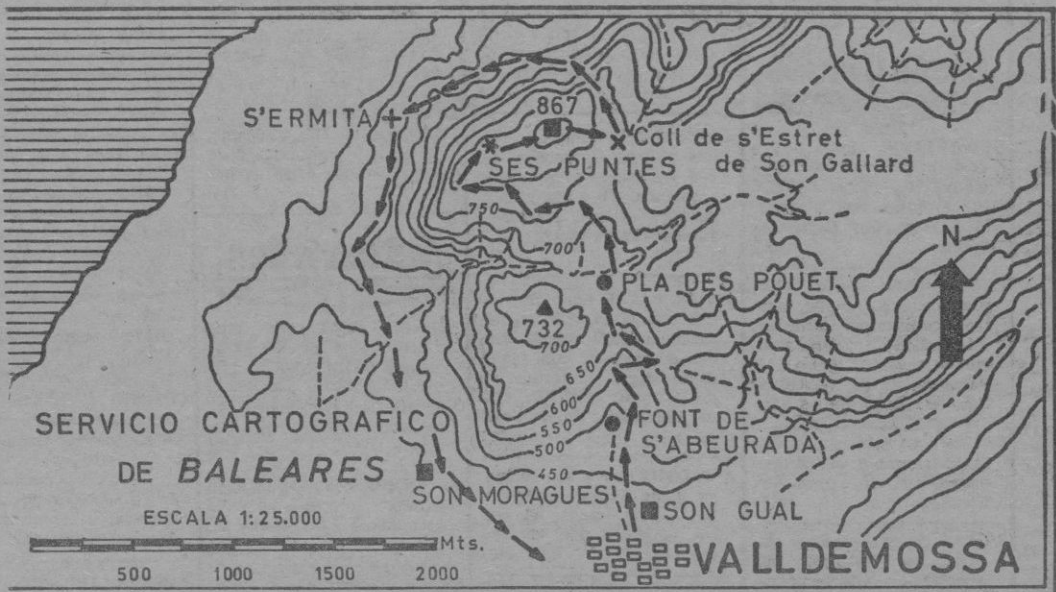 S'ERMITA
867
Coll de s'Estret
de Son Gallard
SES PUNTES
750
700
N
PLA DES POUET
732
700
650
600
550
500
450
FONT DE
S'ABEURADA
SERVICIO CARTOGRAFICO
DE BALEARES
SON MORAGUES
SON GUAL
ESCALA 1:25.000
Mts.
500 1000 1500 2000
VALLDEMOSSA